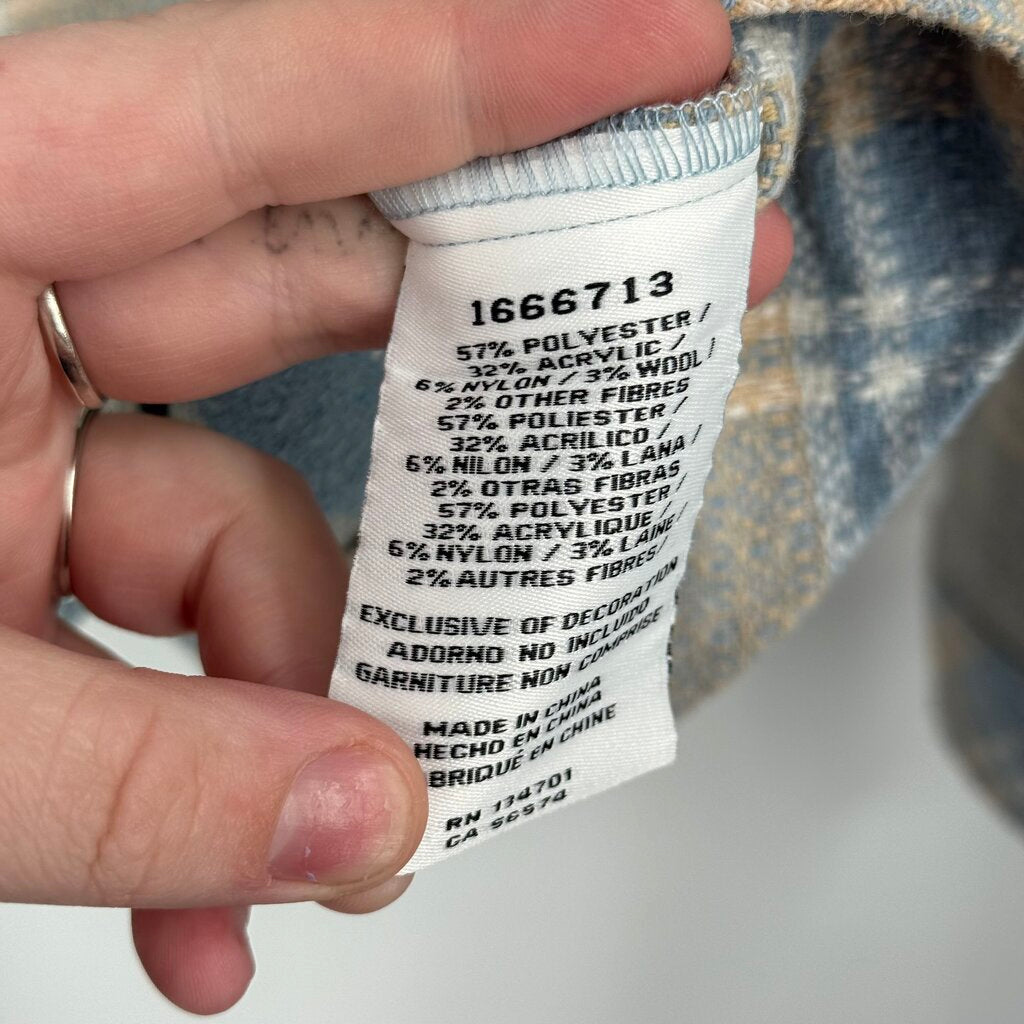 1666713
57% POLYESTER /
32% ACRYLIC /
6% NYLON / 3% WOOL /
2% OTHER FIBRES
57% POLIESTER /
32% ACRILICO /
6% NILON / 3% LANA /
2% OTRAS FIBRAS
57% POLYESTER /
32% ACRYLIQUE /
6% NYLON / 3% LAINE /
2% AUTRES FIBRES /
EXCLUSIVE OF DECORATION
ADORNO NO INCLUIDO
GARNITURE NON COMPRISE
MADE IN CHINA
HECHO EN CHINA
BRIQUÉ EN CHINE
RN 134701
CA 56574